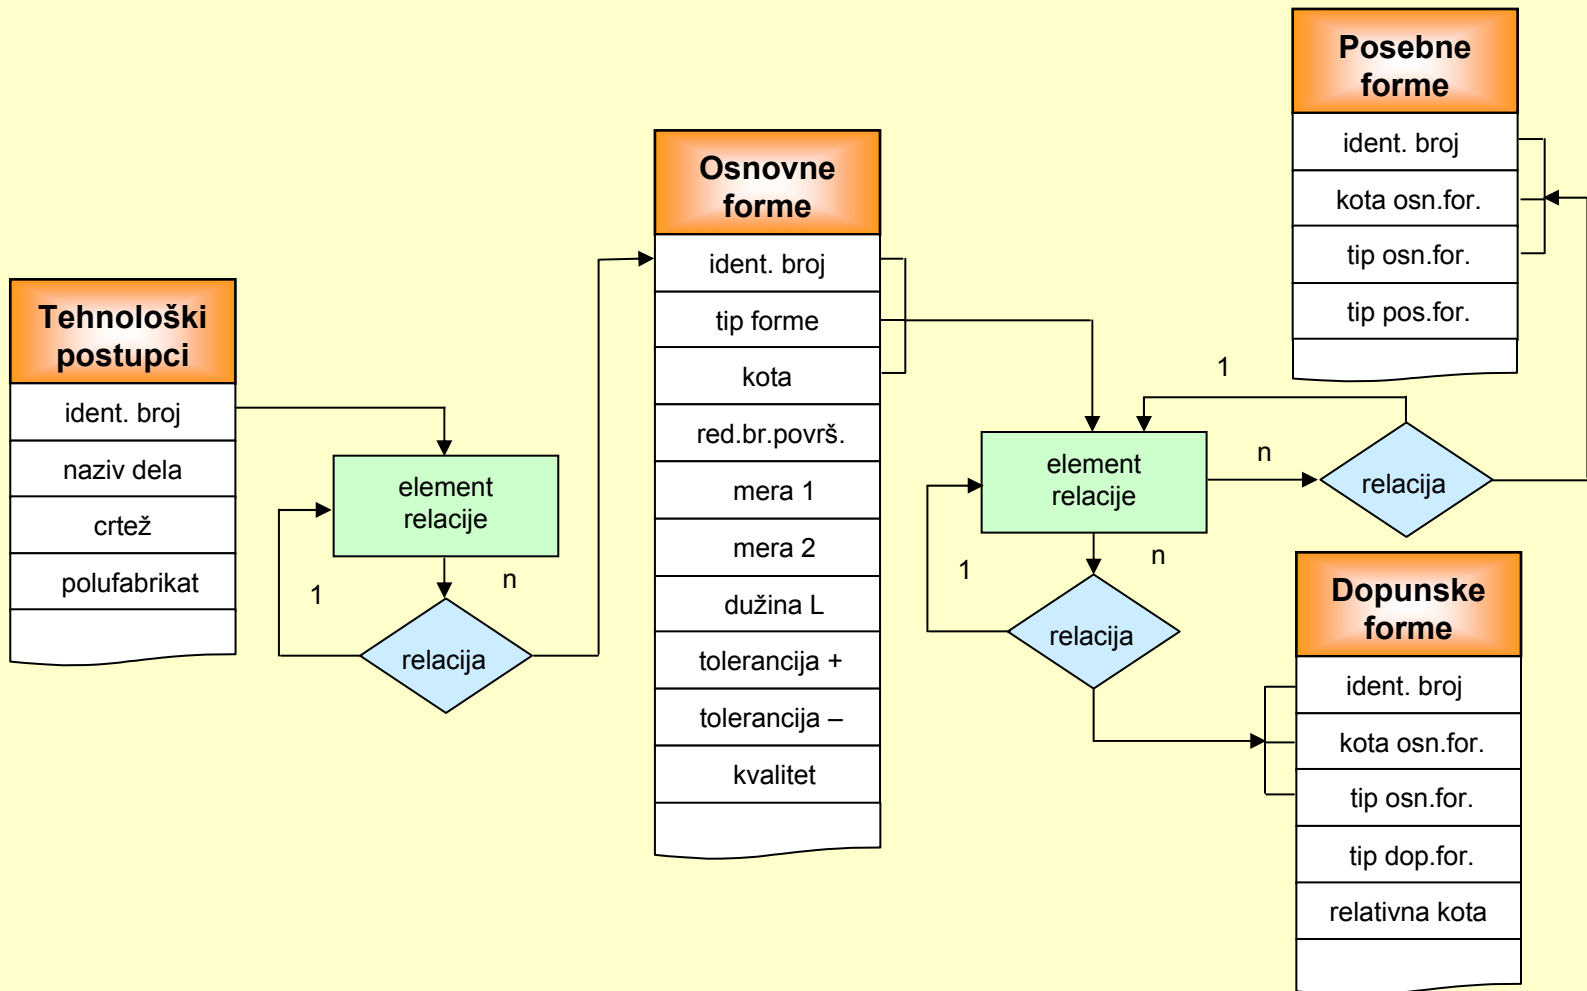 Tehnološki
postupci
ident. broj
naziv dela
crtež
polufabrikat
element
relacije
1
n
relacija
Osnovne
forme
ident. broj
tip forme
kota
red.br.površ.
mera 1
mera 2
dužina L
tolerancija +
tolerancija –
kvalitet
element
relacije
1
n
relacija
1
n
relacija
Posebne
forme
ident. broj
kota osn.for.
tip osn.for.
tip pos.for.
Dopunske
forme
ident. broj
kota osn.for.
tip osn.for.
tip dop.for.
relativna kota